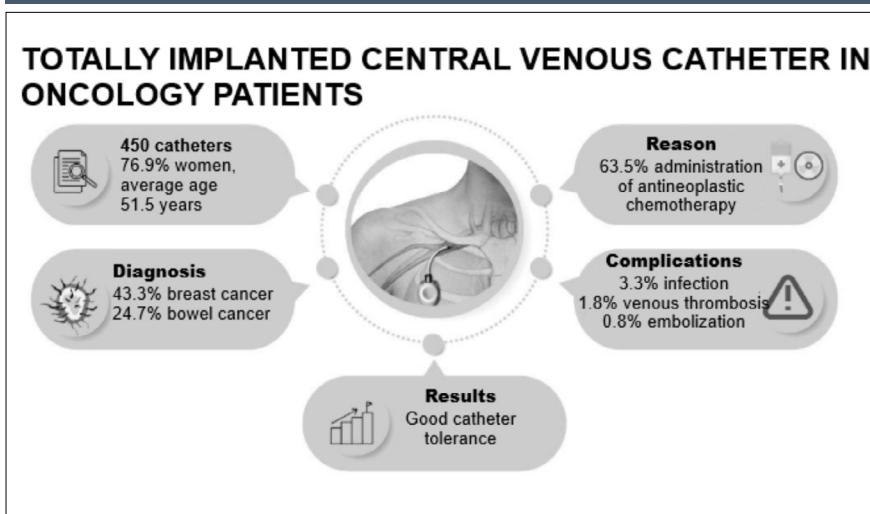 TOTALLY IMPLANTED CENTRAL VENOUS CATHETER IN
ONCOLOGY PATIENTS
450 catheters
76.9% women,
average age
51.5 years
Reason
63.5% administration
of antineoplastic
chemotherapy
Diagnosis
43.3% breast cancer
24.7% bowel cancer
Complications
3.3% infection
1.8% venous thrombosis
0.8% embolization
Results
Good catheter
tolerance